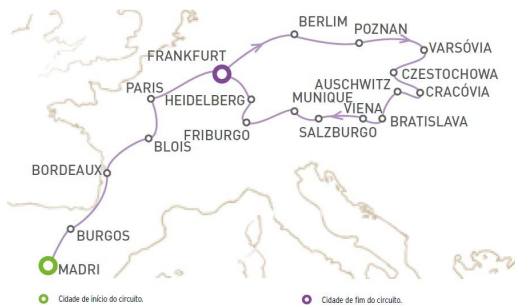 BERLIM
POZNAN
VARSÓVIA
FRANKFURT
CZESTOCHOWA
PARIS
AUSCHWITZ
HEIDELBERG
MUNIQUE
CRACÓVIA
VIENA
FRIBURGO
SALZBURGO
BRATISLAVA
BLOIS
BORDEAUX
BURGOS
MADRI
Cidade de início do circuito.
Cidade de fim do circuito.